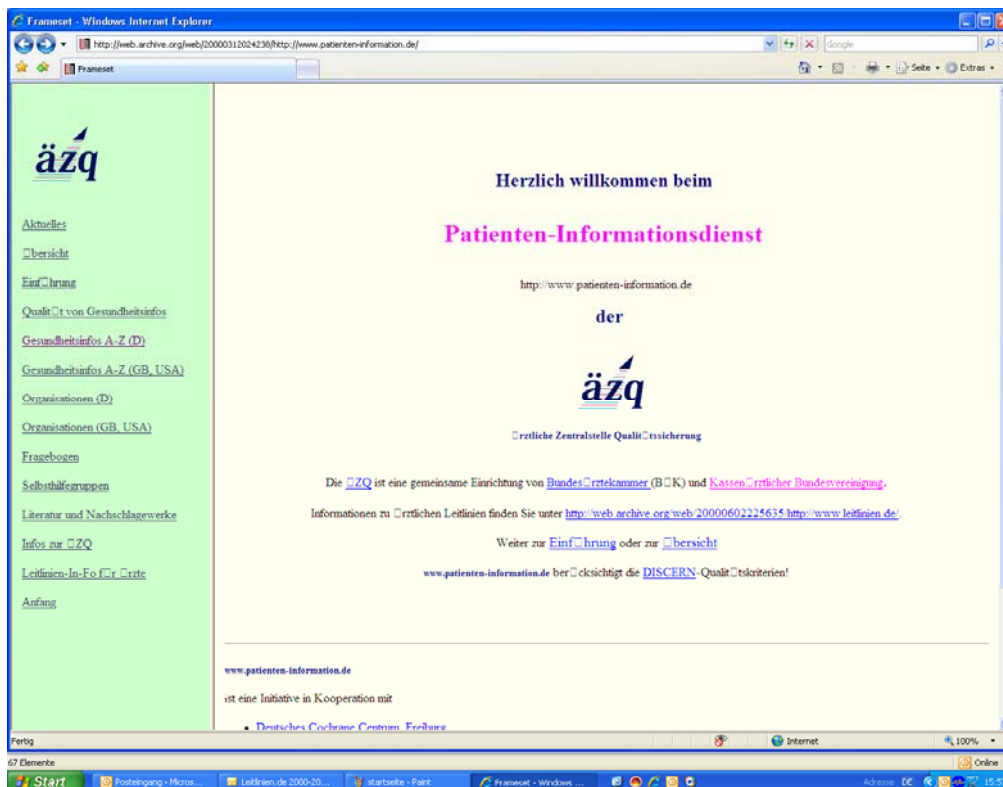 Frameset - Windows Internet Explorer
http://web.archive.org/web/20000312024238/http://www.patienten-information.de/
Google
Frameset
Seite
Extras
äzq
Aktuelles
□bersicht
Einf□hrung
Qualit□t von Gesundheitsinfos
Gesundheitsinfos A-Z (D)
Gesundheitsinfos A-Z (GB, USA)
Organisationen (D)
Organisationen (GB, USA)
Fragebogen
Selbsthilfegruppen
Literatur und Nachschlagewerke
Infos zur □ZQ
Leitlinien-In-Fo f□r □rzte
Anfang
Herzlich willkommen beim
Patienten-Informationsdienst
http://www.patienten-information.de
der
äzq
□rztliche Zentralstelle Qualit□tssicherung
Die □ZQ ist eine gemeinsame Einrichtung von Bundes□rztekammer (B□K) und Kassen□rztlicher Bundesvereinigung.
Informationen zu □rztlichen Leitlinien finden Sie unter http://web.archive.org/web/20000602225635/http://www.leitlinien.de/.
Weiter zur Einf□hrung oder zur □bersicht
www.patienten-information.de ber□cksichtigt die DISCERN-Qualit□tskriterien!
www.patienten-information.de
ist eine Initiative in Kooperation mit
• Deutsches Cochrane Centrum, Freiburg
Fertig
Internet
100%
67 Elemente
Online
Start
Posteingang - Micros...
Leitlinien.de 2000-20...
startseite - Paint
Frameset - Windows ...
Adresse
DE